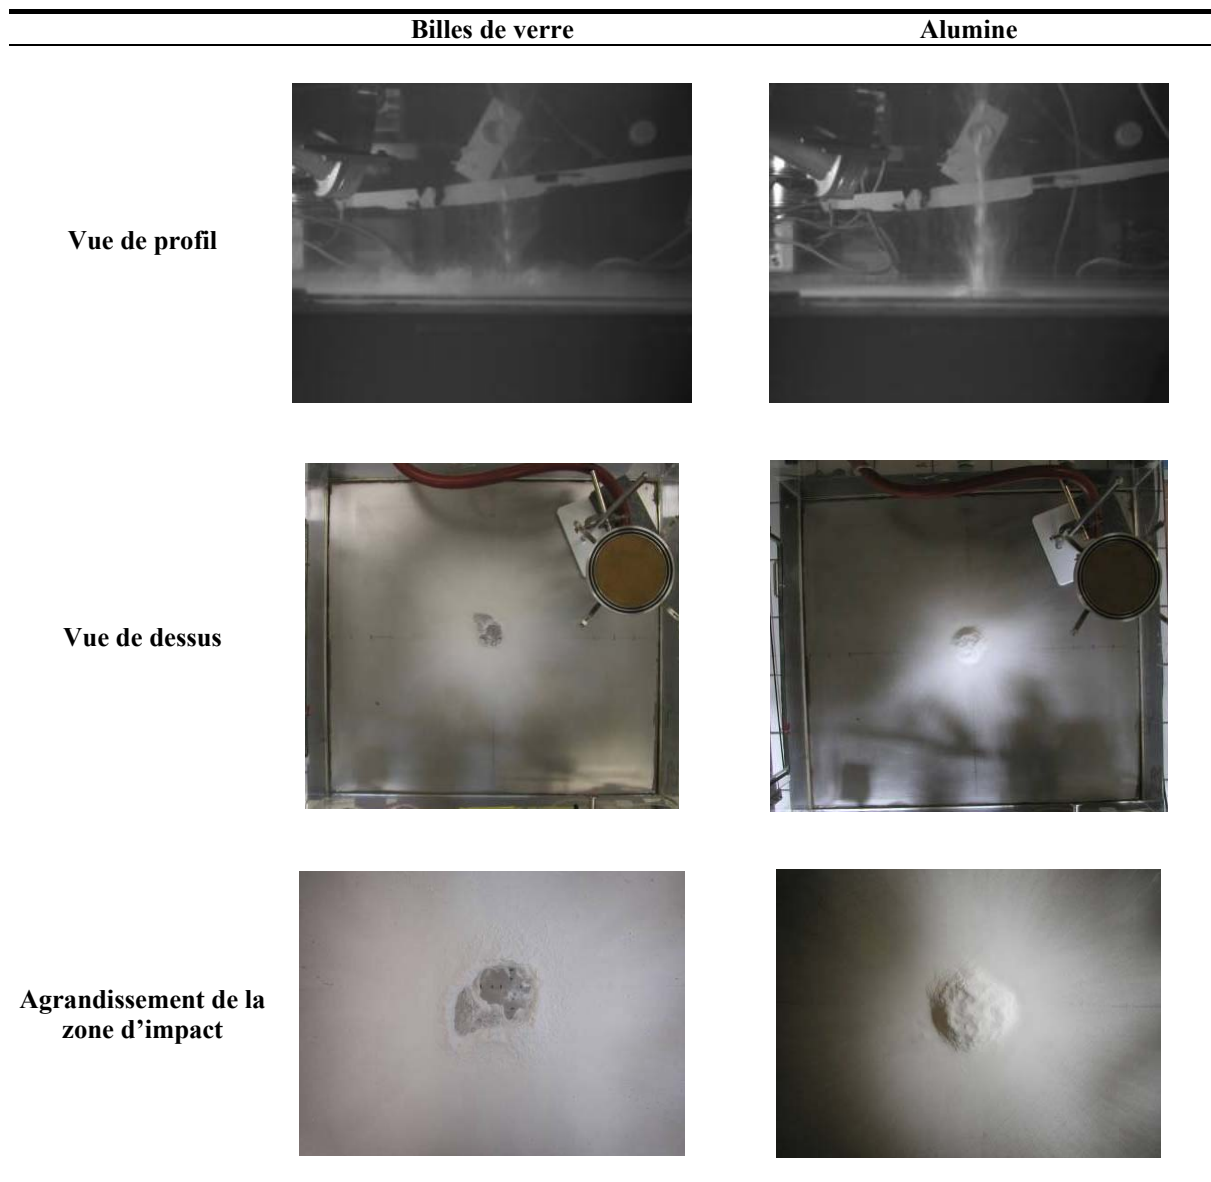 Billes de verre Alumine
Vue de profil
Vue de dessus
Agrandissement de la
zone d’impact